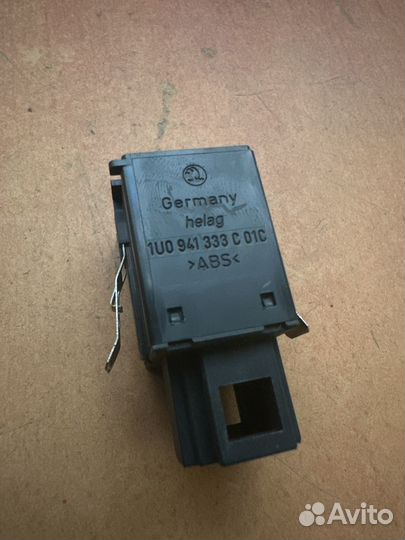 Germany
helag
1U0 941 333 C 01C
>ABS<
Avito